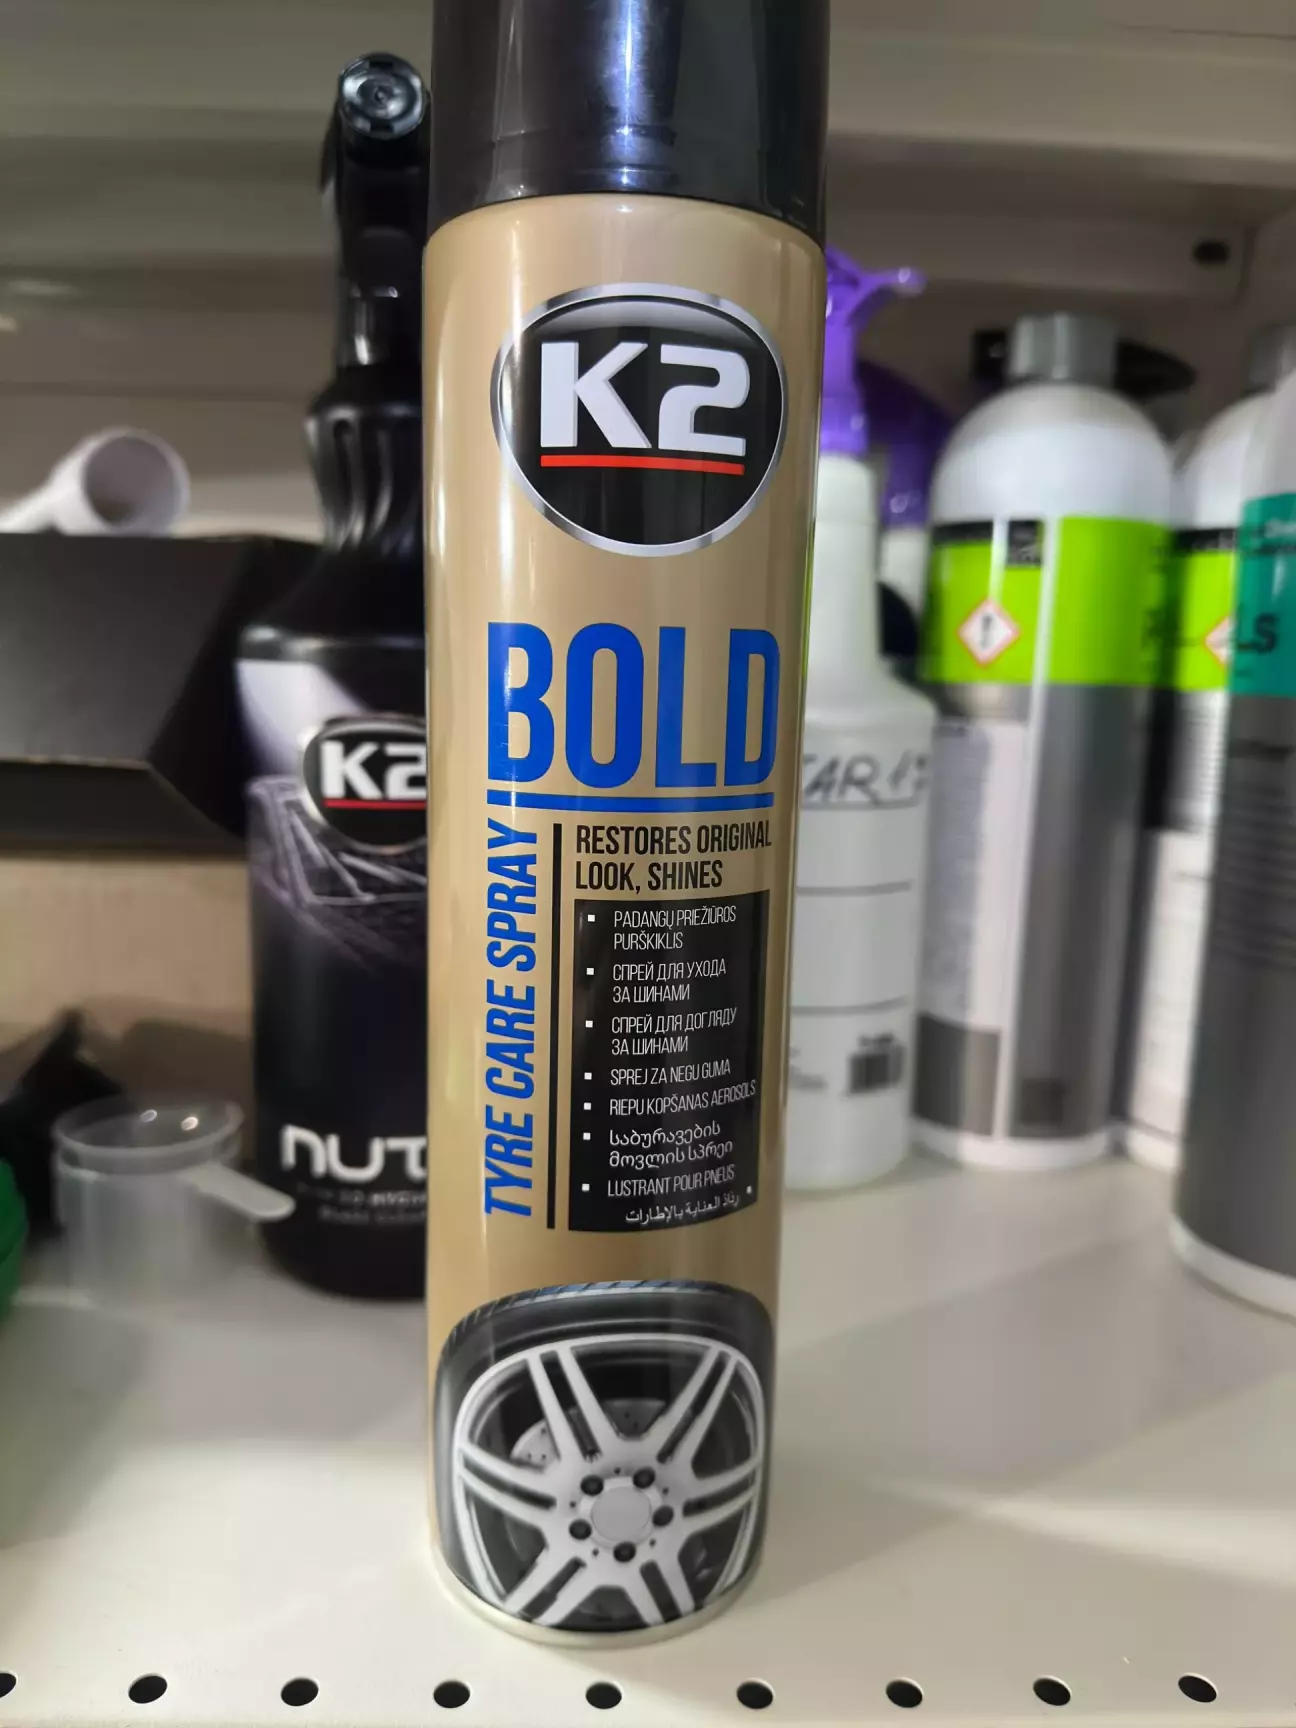 K2
BOLD
TYRE CARE SPRAY
RESTORES ORIGINAL
LOOK, SHINES
PADANGŲ PRIEŽIŪROS
PURŠKIKLIS
СПРЕЙ ДЛЯ УХОДА
ЗА ШИНАМИ
СПРЕЙ ДЛЯ ДОГЛЯДУ
ЗА ШИНАМИ
SPREJ ZA NEGU GUMA
RIEPU KOPŠANAS AEROSOLS
საბურავების
მოვლის სპრეი
LUSTRANT POUR PNEUS
رذاذ العناية بالإطارات
K2
NUT